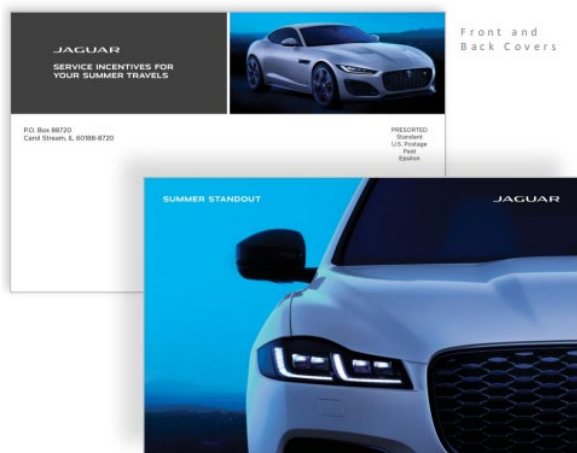 JAGUAR
SERVICE INCENTIVES FOR
YOUR SUMMER TRAVELS
Front and
Back Covers
P.O. Box 88720
Carol Stream, IL 60188-8720
PRESORTED
Standard
U.S. Postage
Paid
Epsilon
SUMMER STANDOUT
JAGUAR